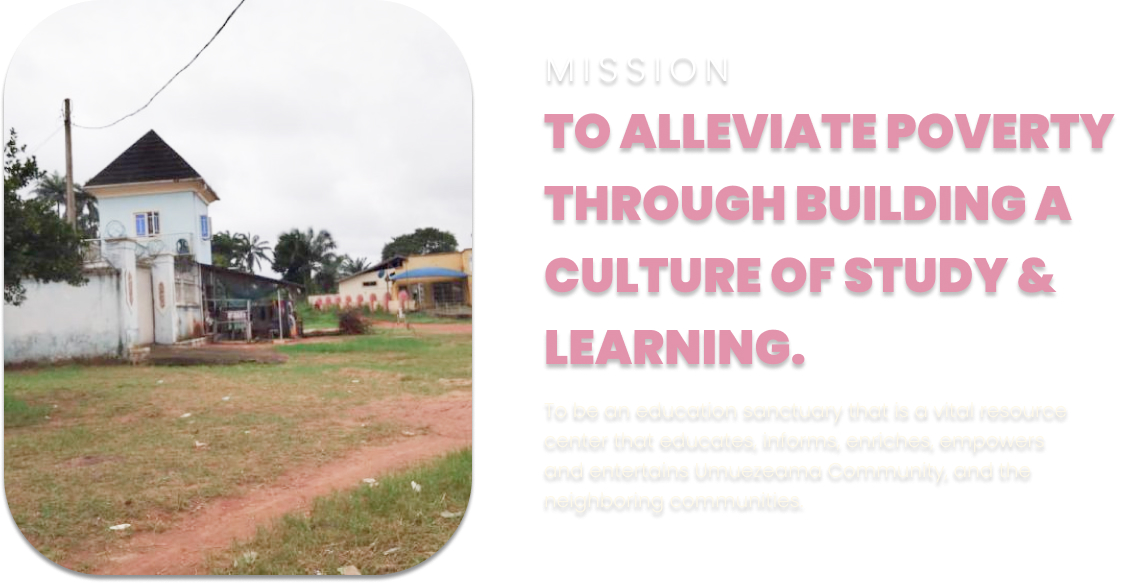 MISSION
TO ALLEVIATE POVERTY
THROUGH BUILDING A
CULTURE OF STUDY &
LEARNING.
To be an education sanctuary that is a vital resource
center that educates, informs, enriches, empowers
and entertains Umuezeama Community, and the
neighboring communities.